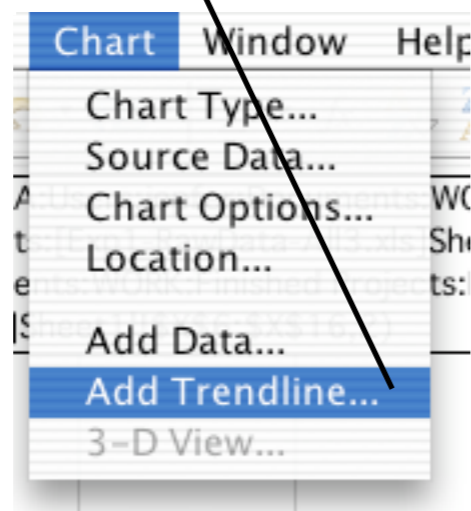 Chart Window Help
Chart Type...
Source Data...
Chart Options...
Location...
Add Data...
Add Trendline...
3-D View...